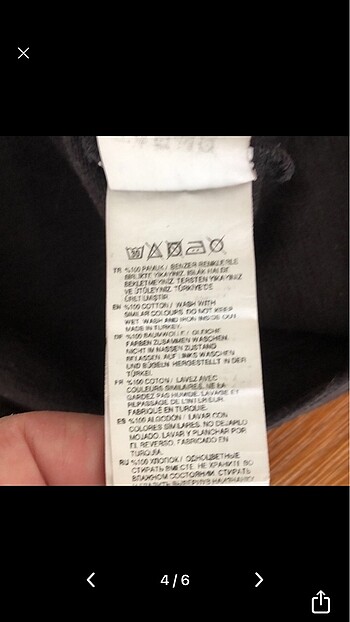 TR %100 PAMUK / BENZER RENKLERLE
BİRLİKTE YIKAYINIZ. ISLAK HALDE
BEKLETMEYİNİZ. TERSTEN YIKAYINIZ
VE ÜTÜLEYİNİZ. TÜRKİYE'DE
ÜRETİLMİŞTİR.
EN %100 COTTON / WASH WITH
SIMILAR COLOURS. DO NOT KEEP
WET. WASH AND IRON INSIDE OUT
MADE IN TURKEY.
DE %100 BAUMWOLLE / GLEICHE
FARBEN ZUSAMMEN WASCHEN.
NICHT IM NASSEN ZUSTAND
BELASSEN. AUF LINKS WASCHEN
UND BÜGELN. HERGESTELLT IN DER
TÜRKEI.
FR %100 COTON / LAVEZ AVEC
COULEURS SIMILAIRES. NE PA
GARDEZ PAS HUMIDE. LAVAGE ET
REPASSAGE DE L'INTERIEUR
FABRIQUÉ EN TURQUIE.
ES %100 ALGODÓN / LAVAR CON
COLORES SIMILARES. NO DEJARLO
MOJADO. LAVAR Y PLANCHAR POR
EL REVERSO. FABRICADO EN
TURQUÍA.
RU %100 ХЛОПОК / ОДНОЦВЕТНЫЕ
СТИРАТЬ ВМЕСТЕ. НЕ ХРАНИТЕ ВО
ВЛАЖНОМ СОСТОЯНИИ. СТИРАТЬ
4 / 6